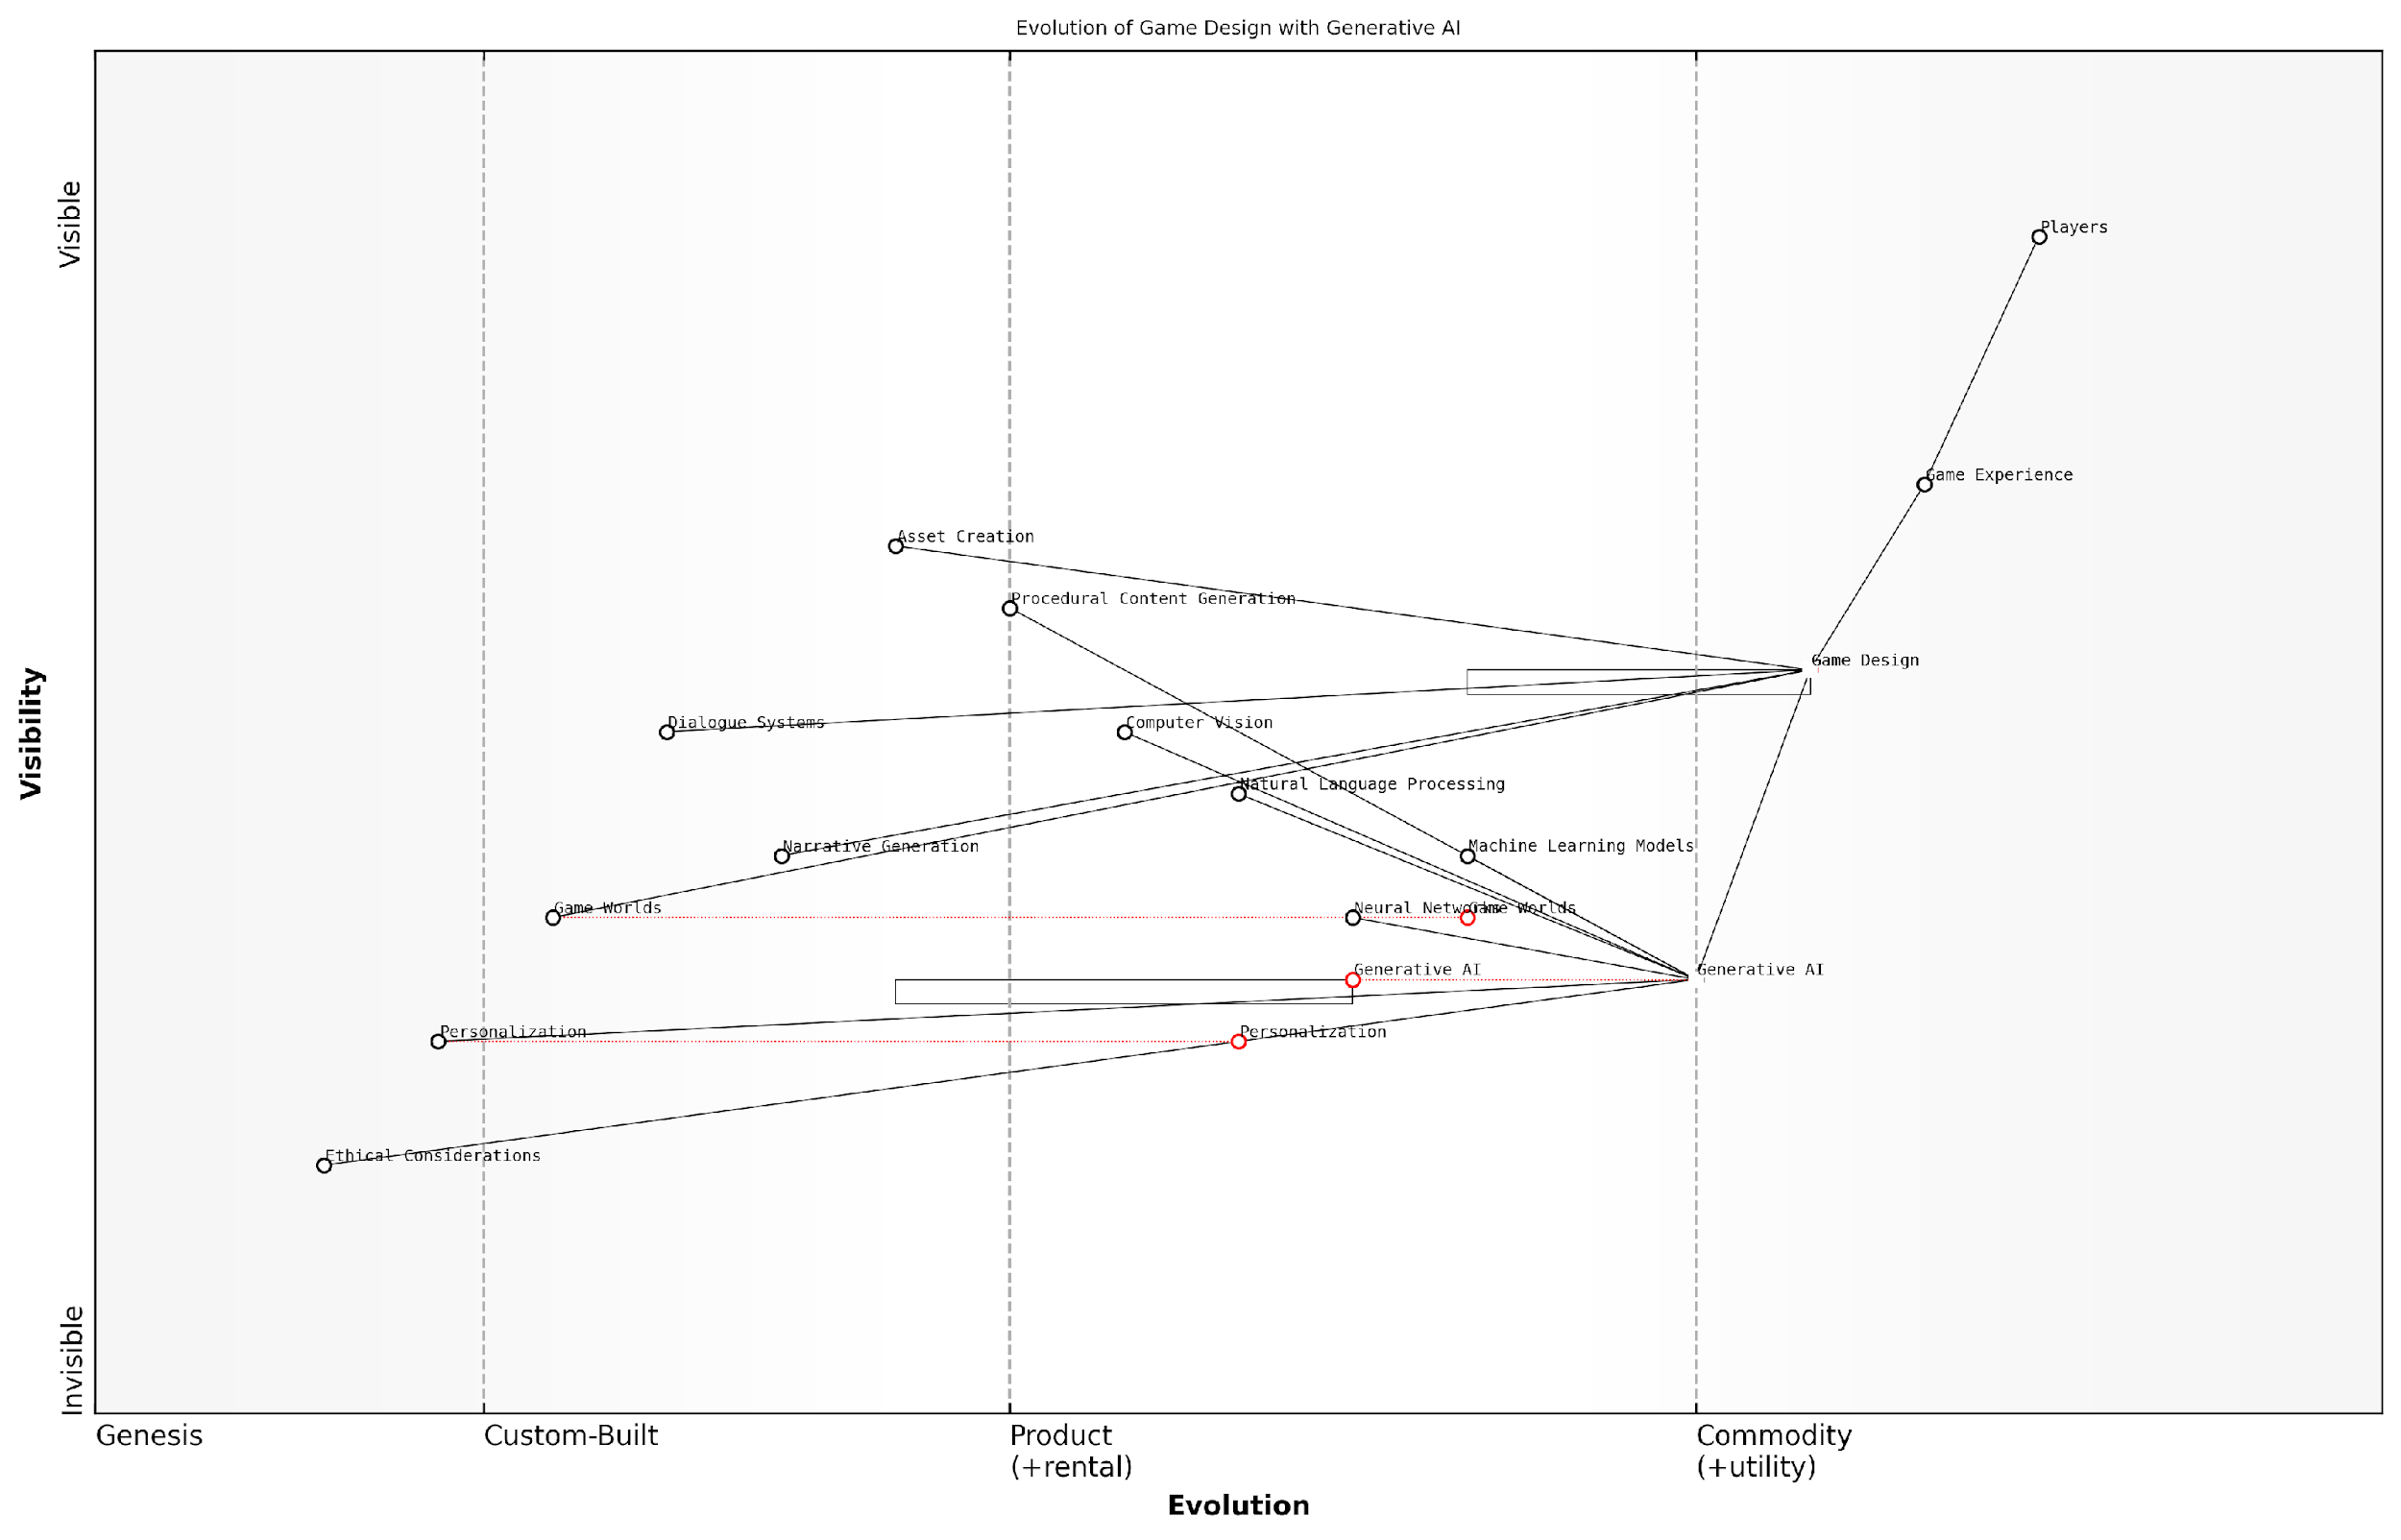 Evolution of Game Design with Generative AI
Visible
Players
Game Experience
Asset Creation
Procedural Content Generation
Game Design
Dialogue Systems
Computer Vision
Natural Language Processing
Narrative Generation
Machine Learning Models
Game Worlds
Neural Networks
Game Worlds
Generative AI
Generative AI
Personalization
Personalization
Ethical Considerations
Visibility
Invisible
Genesis
Custom-Built
Product
(+rental)
Commodity
(+utility)
Evolution